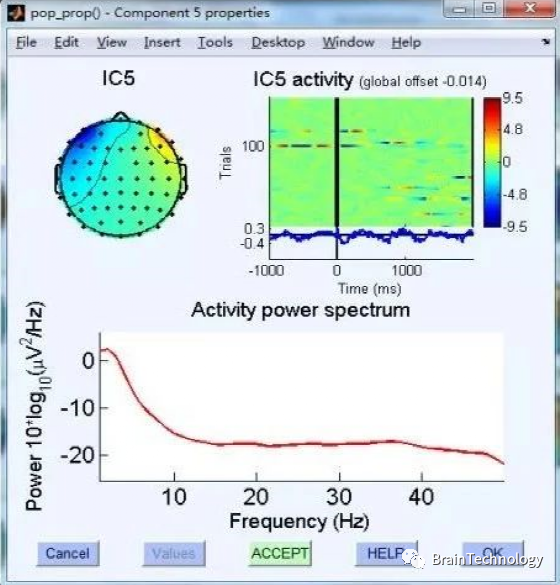 pop_prop() - Component 5 properties
File Edit View Insert Tools Desktop Window Help
IC5
IC5 activity (global offset -0.014)
Trials
100
9.5
4.8
0
-4.8
-9.5
0.3
-0.4
-1000 0 1000
Time (ms)
Activity power spectrum
Power 10*log10(μV2/Hz)
0
-10
-20
10 20 30 40
Frequency (Hz)
Cancel Values ACCEPT HELP OK
BrainTechnology